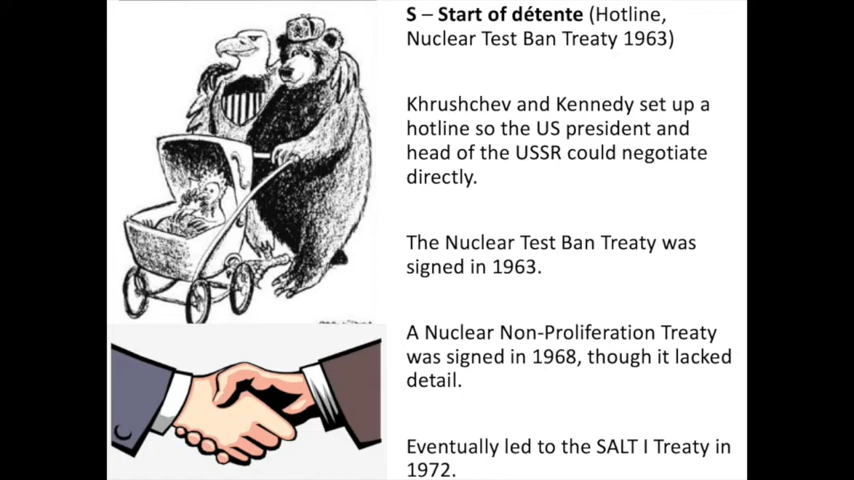 S – Start of détente (Hotline,
Nuclear Test Ban Treaty 1963)
Khrushchev and Kennedy set up a
hotline so the US president and
head of the USSR could negotiate
directly.
The Nuclear Test Ban Treaty was
signed in 1963.
A Nuclear Non-Proliferation Treaty
was signed in 1968, though it lacked
detail.
Eventually led to the SALT I Treaty in
1972.